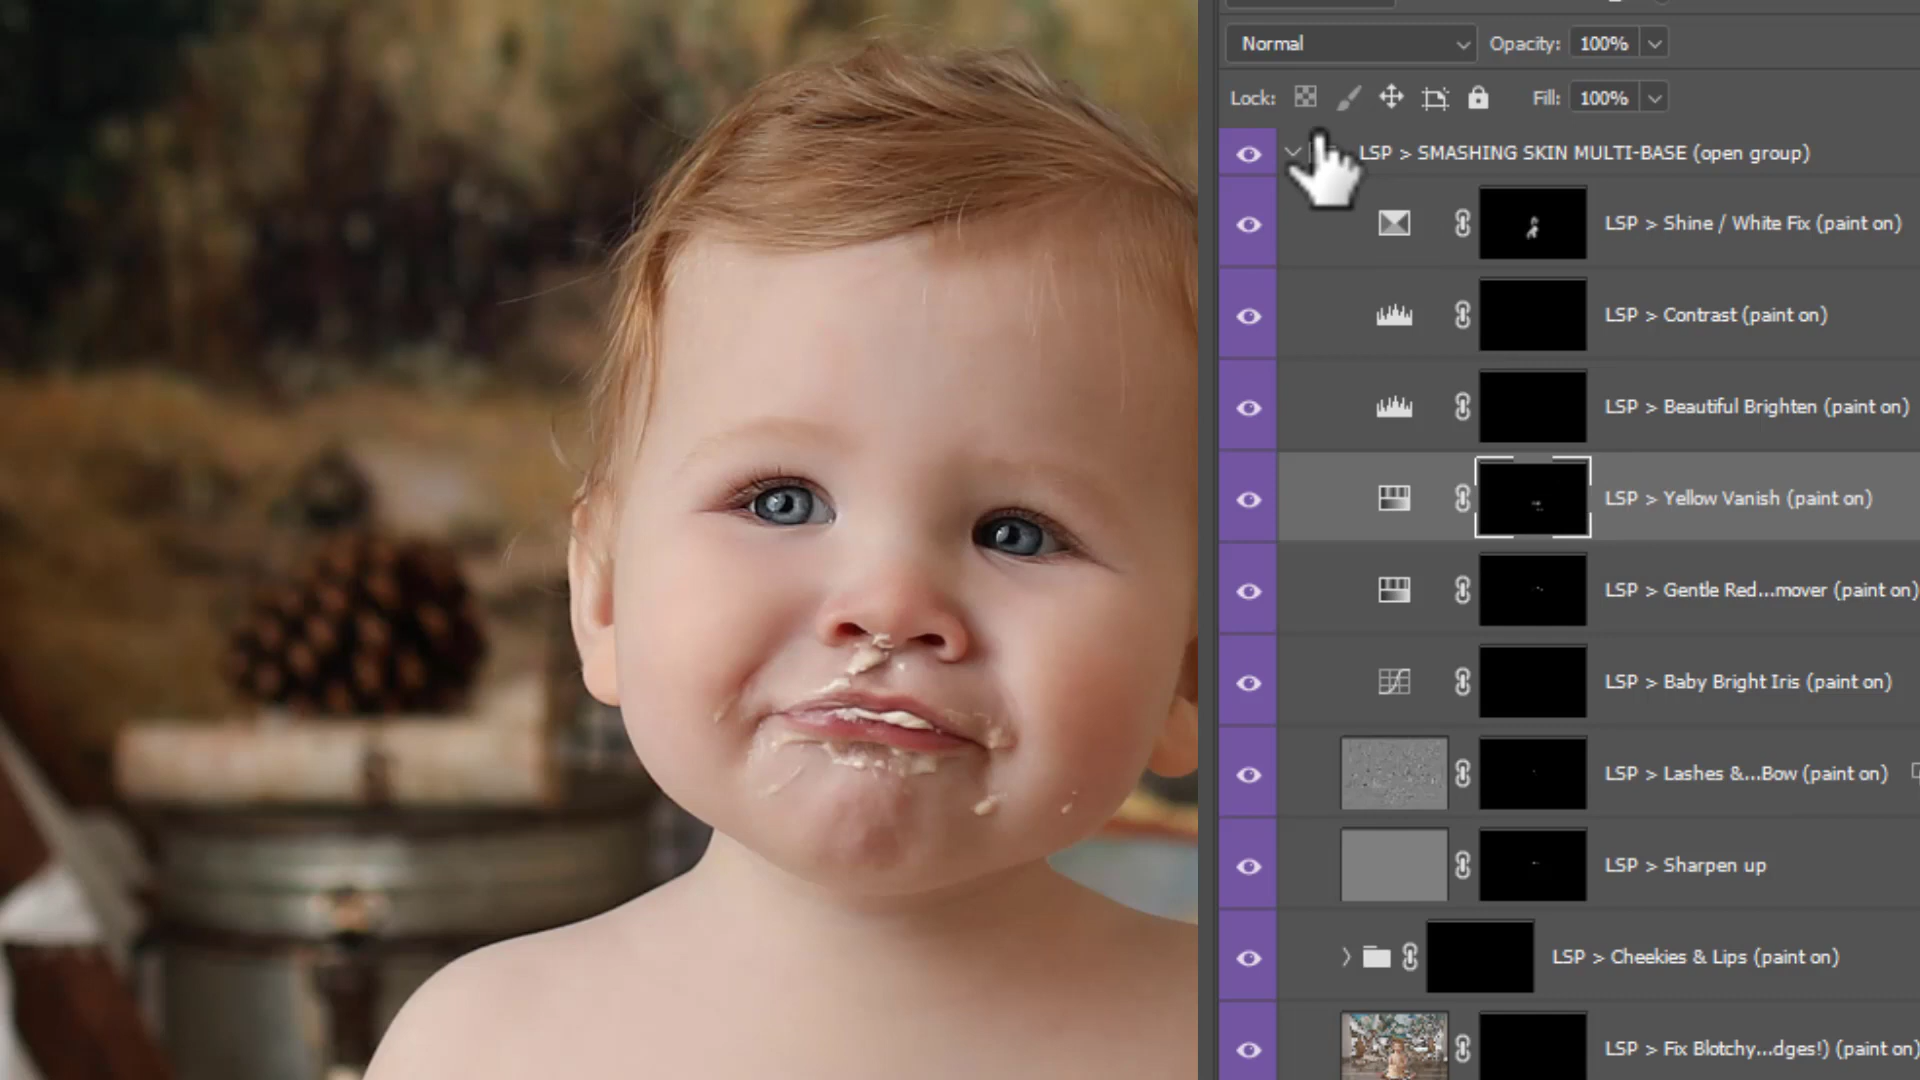 Normal
Opacity: 100%
Lock:
Fill: 100%
LSP > SMASHING SKIN MULTI-BASE (open group)
LSP > Shine / White Fix (paint on)
LSP > Contrast (paint on)
LSP > Beautiful Brighten (paint on)
LSP > Yellow Vanish (paint on)
LSP > Gentle Red...mover (paint on)
LSP > Baby Bright Iris (paint on)
LSP > Lashes &...Bow (paint on)
LSP > Sharpen up
LSP > Cheekies & Lips (paint on)
LSP > Fix Blotchy...dges!) (paint on)